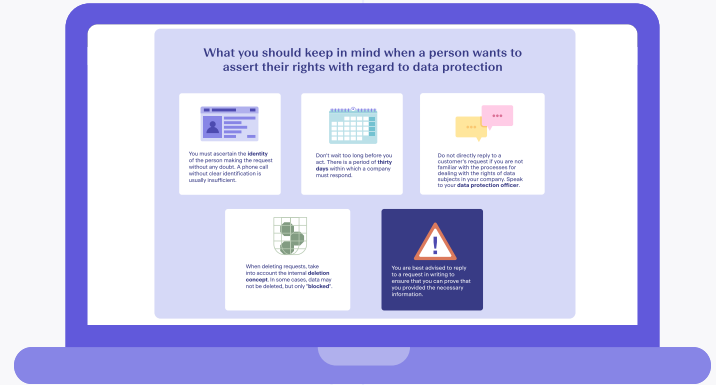 What you should keep in mind when a person wants to
assert their rights with regard to data protection
You must ascertain the identity
of the person making the request
without any doubt. A phone call
without clear identification is
usually insufficient.
Don't wait too long before you
act. There is a period of thirty
days within which a company
must respond.
Do not directly reply to a
customer's request if you are not
familiar with the processes for
dealing with the rights of data
subjects in your company. Speak
to your data protection officer.
When deleting requests, take
into account the internal deletion
concept. In some cases, data may
not be deleted, but only "blocked".
You are best advised to reply
to a request in writing to
ensure that you can prove that
you provided the necessary
information.